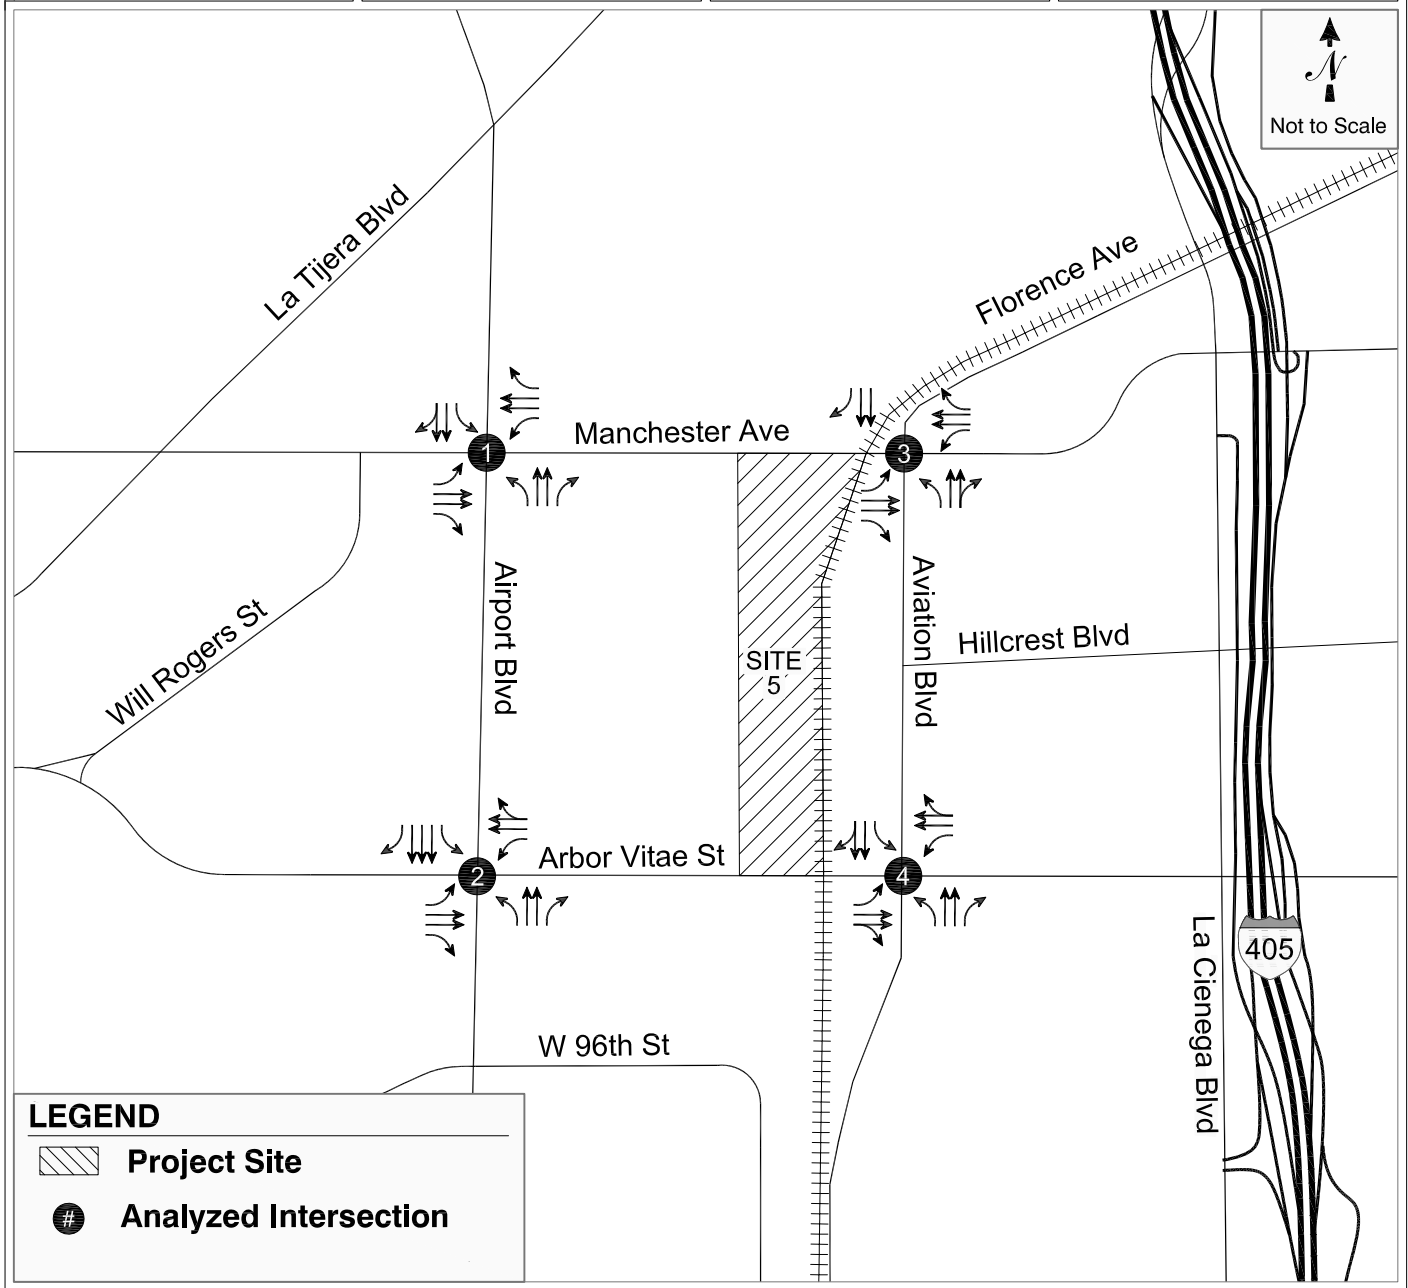 N
Not to Scale
La Tijera Blvd
Florence Ave
1
Manchester Ave
3
Airport Blvd
Aviation Blvd
Hillcrest Blvd
Will Rogers St
SITE
5
2
Arbor Vitae St
4
La Cienega Blvd
405
W 96th St
LEGEND
Project Site
# Analyzed Intersection